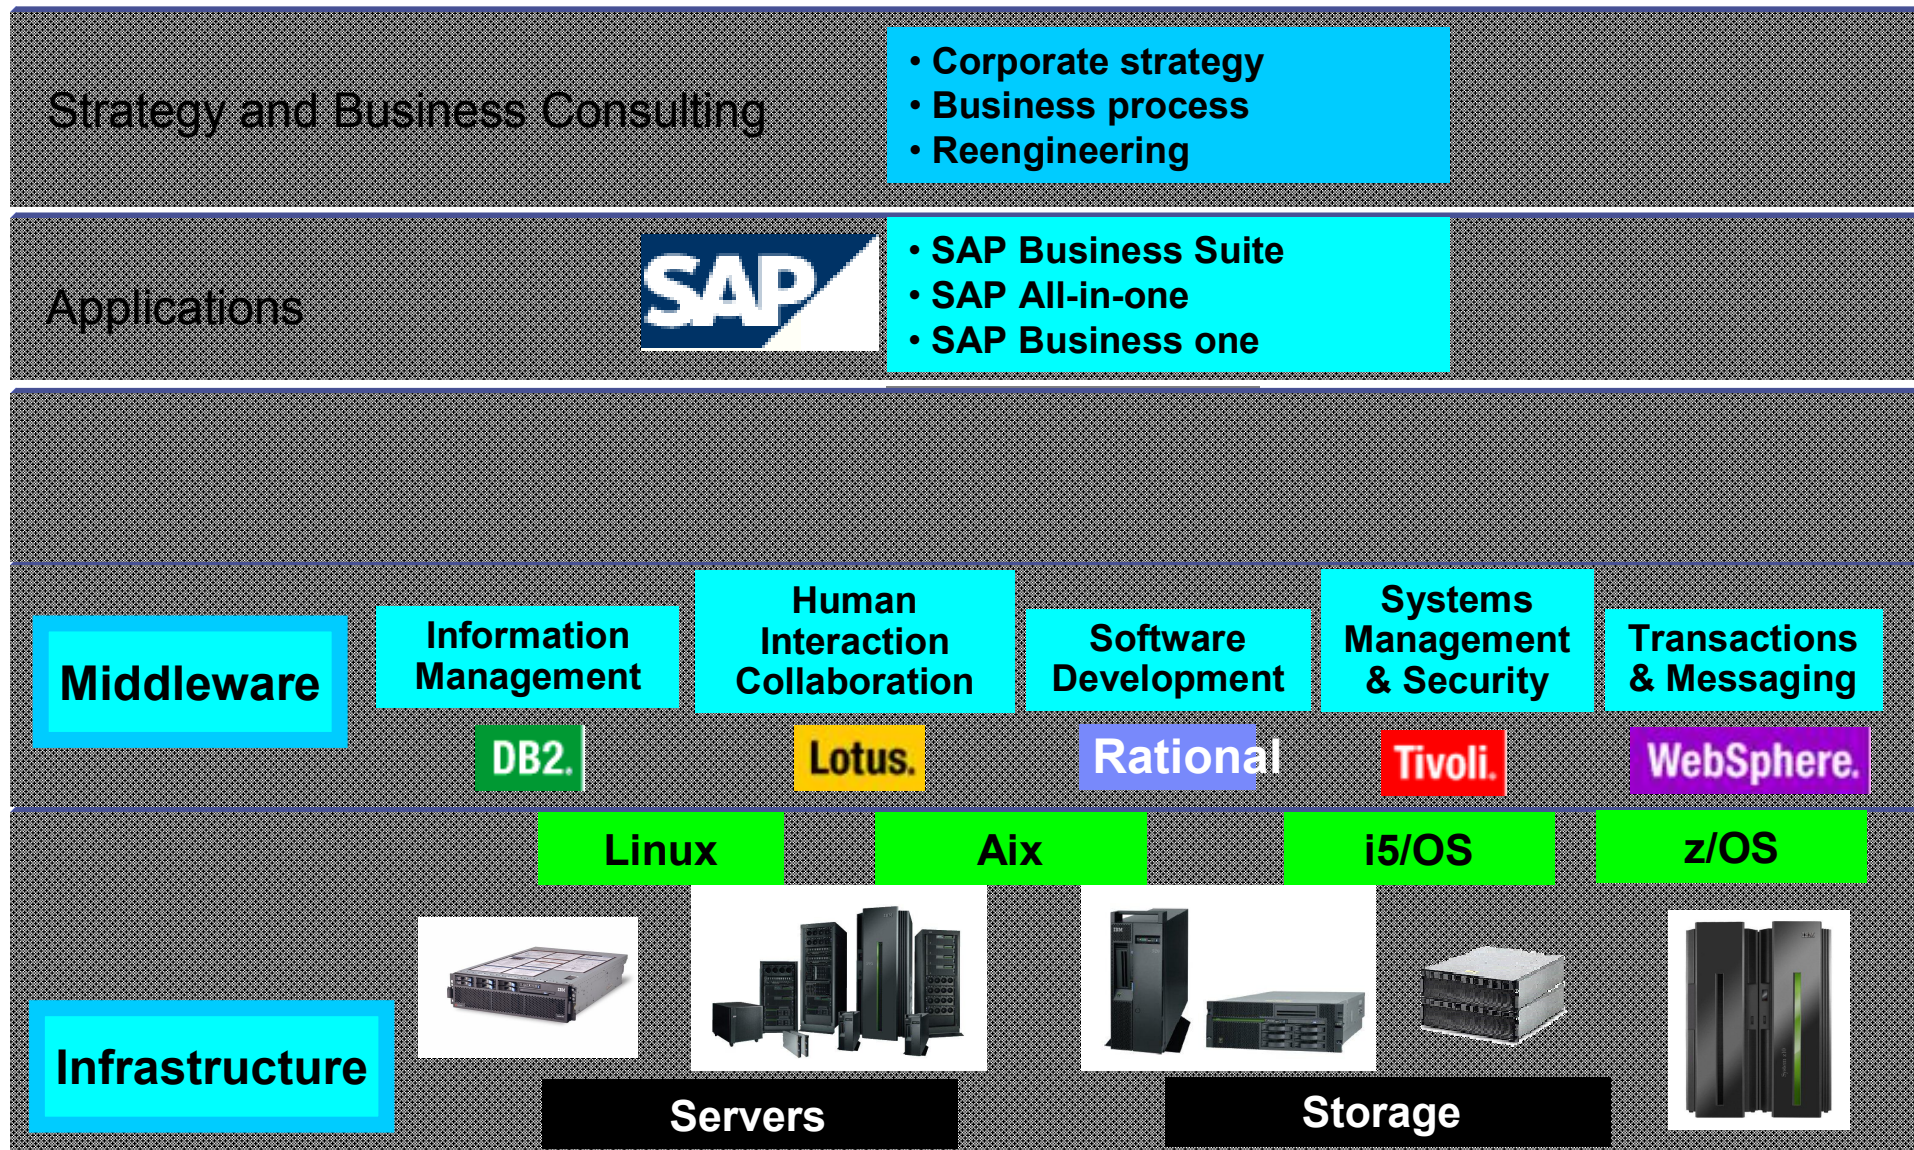 Strategy and Business Consulting
• Corporate strategy
• Business process
• Reengineering
Applications
SAP
• SAP Business Suite
• SAP All-in-one
• SAP Business one
Middleware
Information
Management
Human
Interaction
Collaboration
Software
Development
Systems
Management
& Security
Transactions
& Messaging
DB2.
Lotus.
Rational
Tivoli.
WebSphere.
Linux
Aix
i5/OS
z/OS
Infrastructure
Servers
Storage